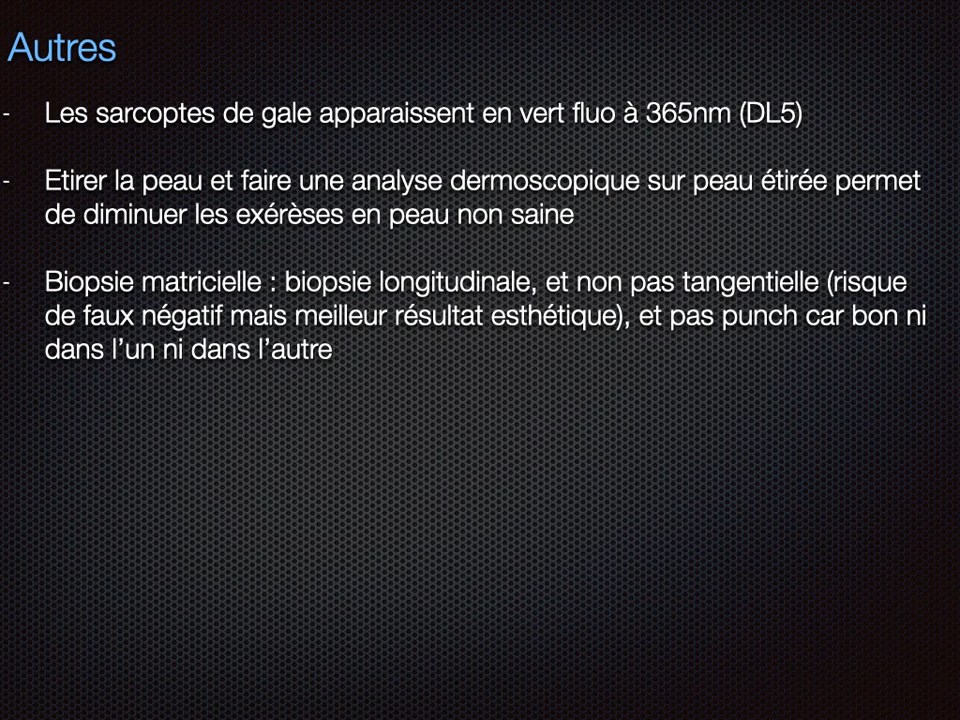 Autres
- Les sarcoptes de gale apparaissent en vert fluo à 365nm (DL5)
- Etirer la peau et faire une analyse dermoscopique sur peau étirée permet
de diminuer les exérèses en peau non saine
- Biopsie matricielle : biopsie longitudinale, et non pas tangentielle (risque
de faux négatif mais meilleur résultat esthétique), et pas punch car bon ni
dans l’un ni dans l’autre